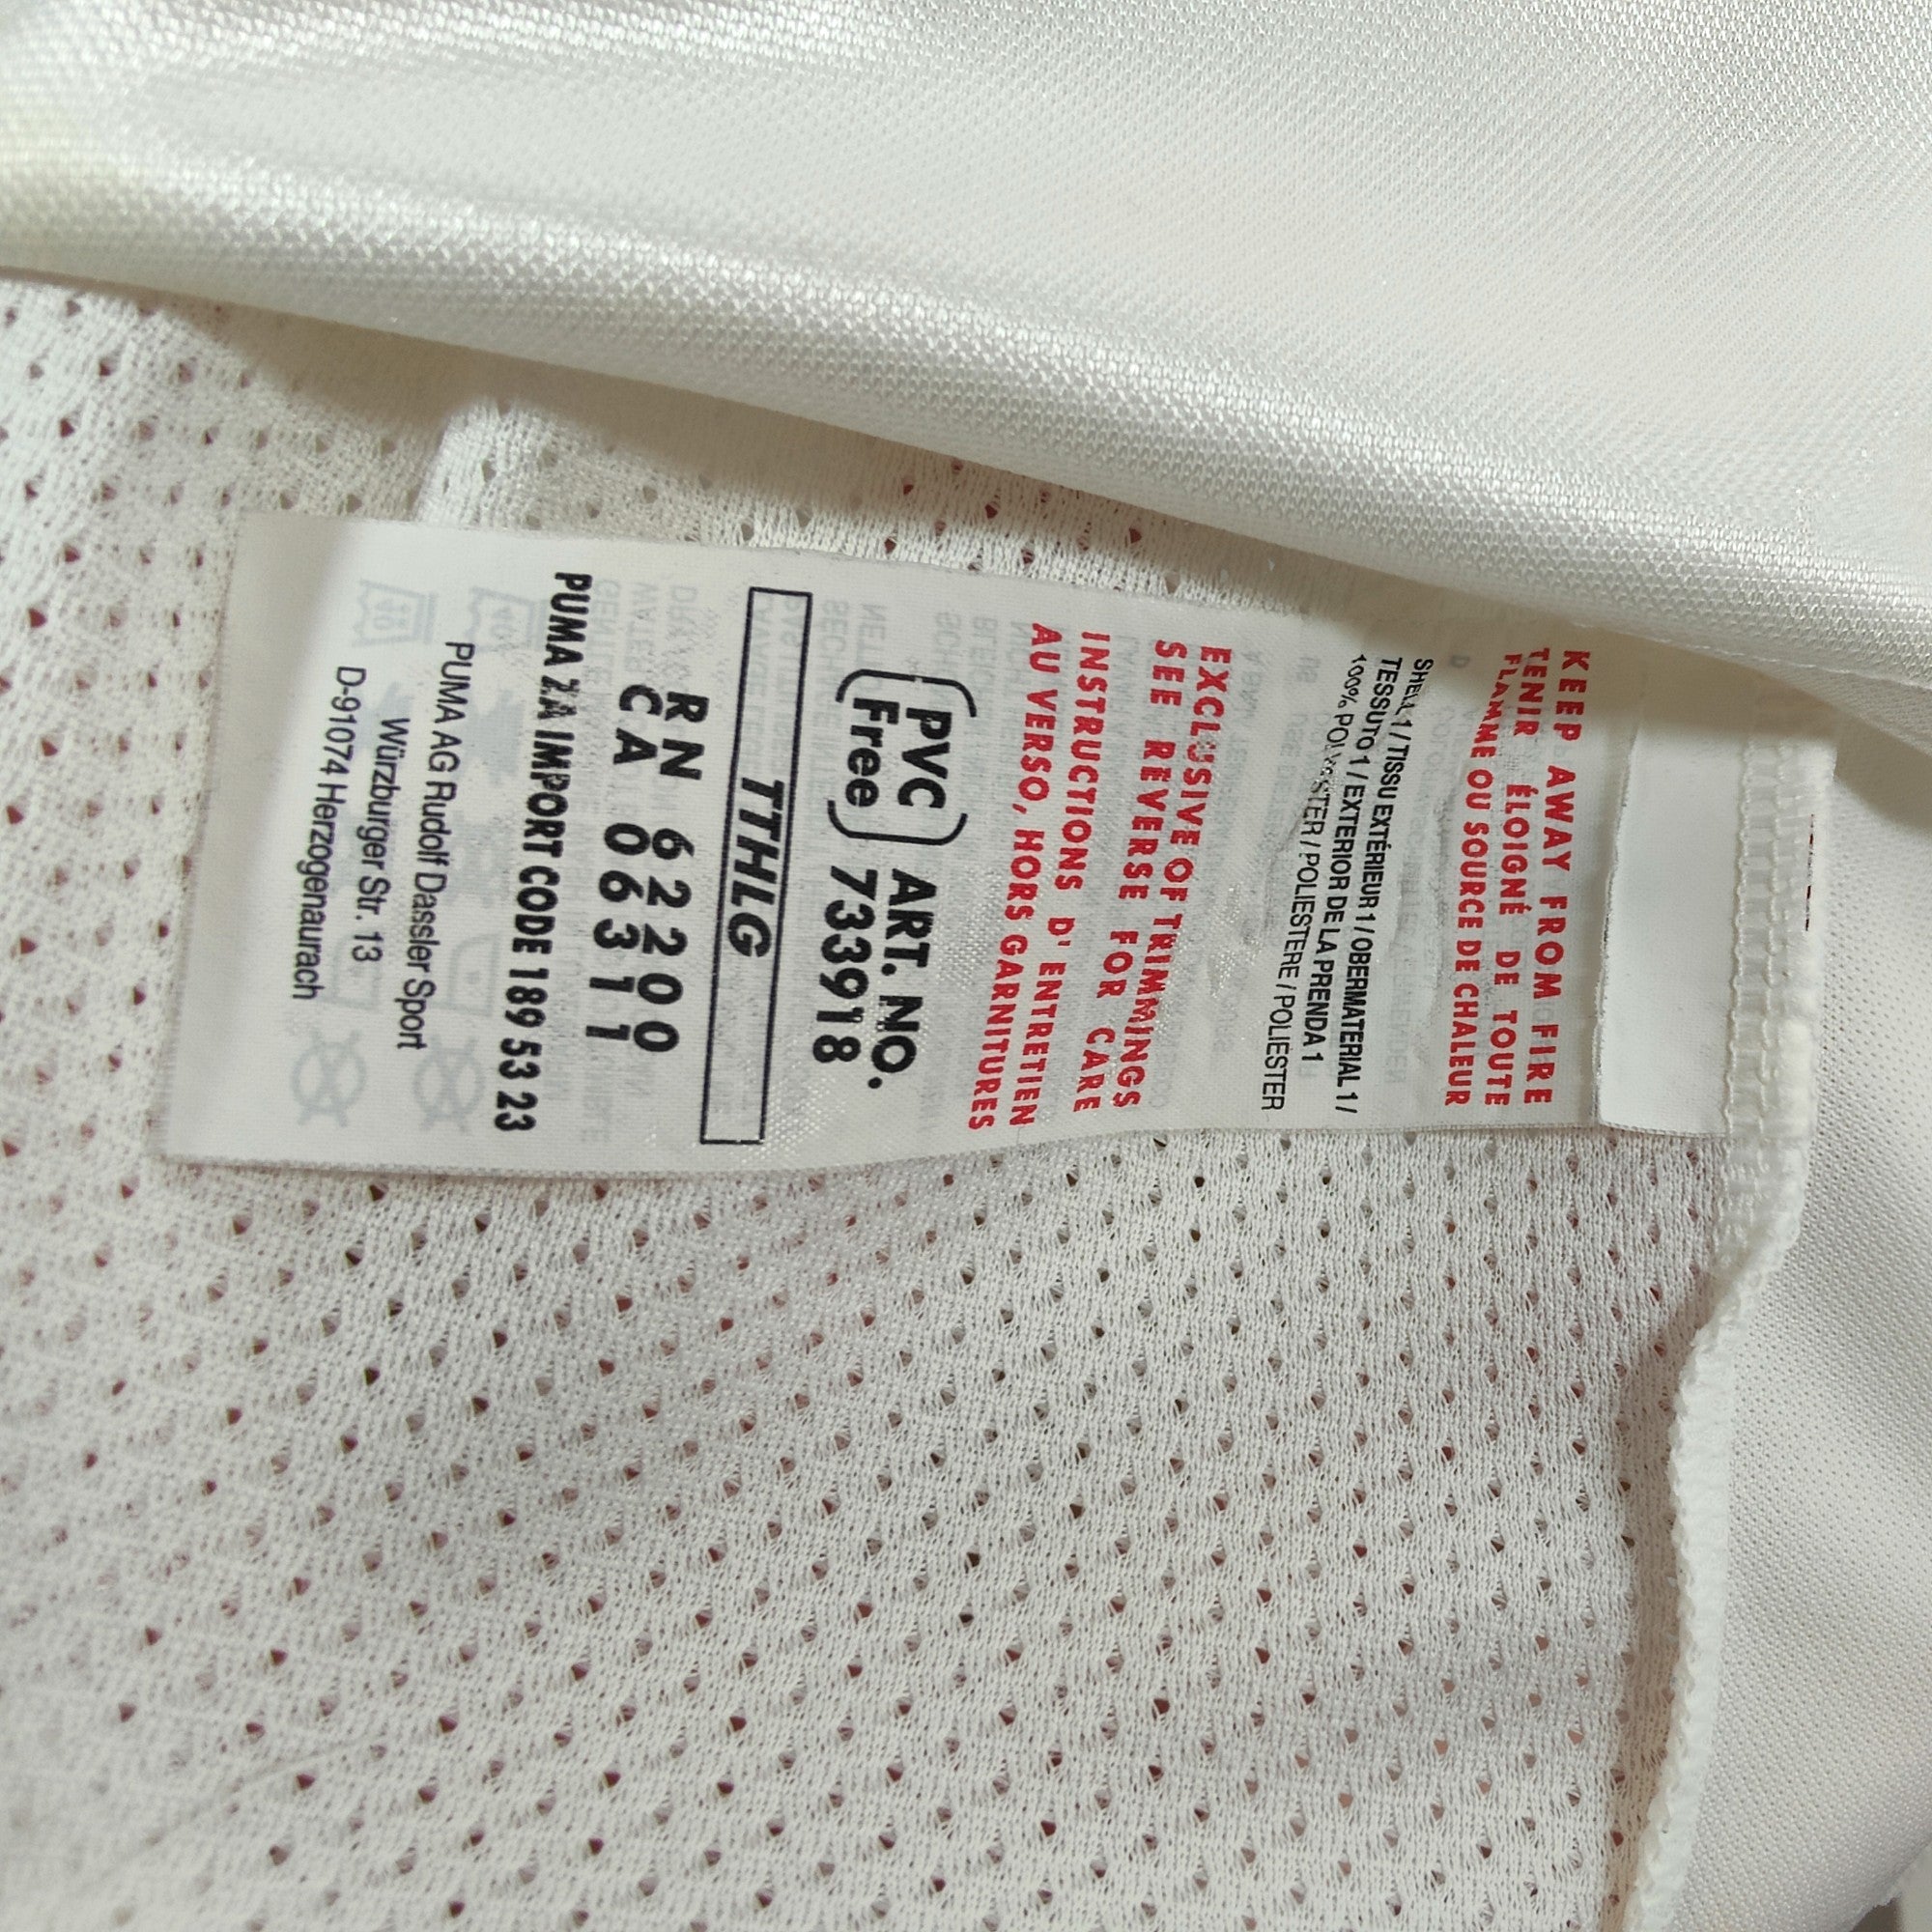 KEEP AWAY FROM FIRE
TENIR ÉLOIGNÉ DE TOUTE
FLAMME OU SOURCE DE CHALEUR
SHELL 1 / TISSU EXTÉRIEUR 1 / OBERMATERIAL 1 /
TESSUTO 1 / EXTERIOR DE LA PRENDA 1
100% POLYESTER / POLIESTERE / POLIÉSTER
EXCLUSIVE OF TRIMMINGS
SEE REVERSE FOR CARE
INSTRUCTIONS D' ENTRETIEN
AU VERSO, HORS GARNITURES
PVC Free
ART. NO.
733918
TTHLG
RN 62200
CA 06311
PUMA Z.A IMPORT CODE 189 53 23
PUMA AG Rudolf Dassler Sport
Würzburger Str. 13
D-91074 Herzogenaurach